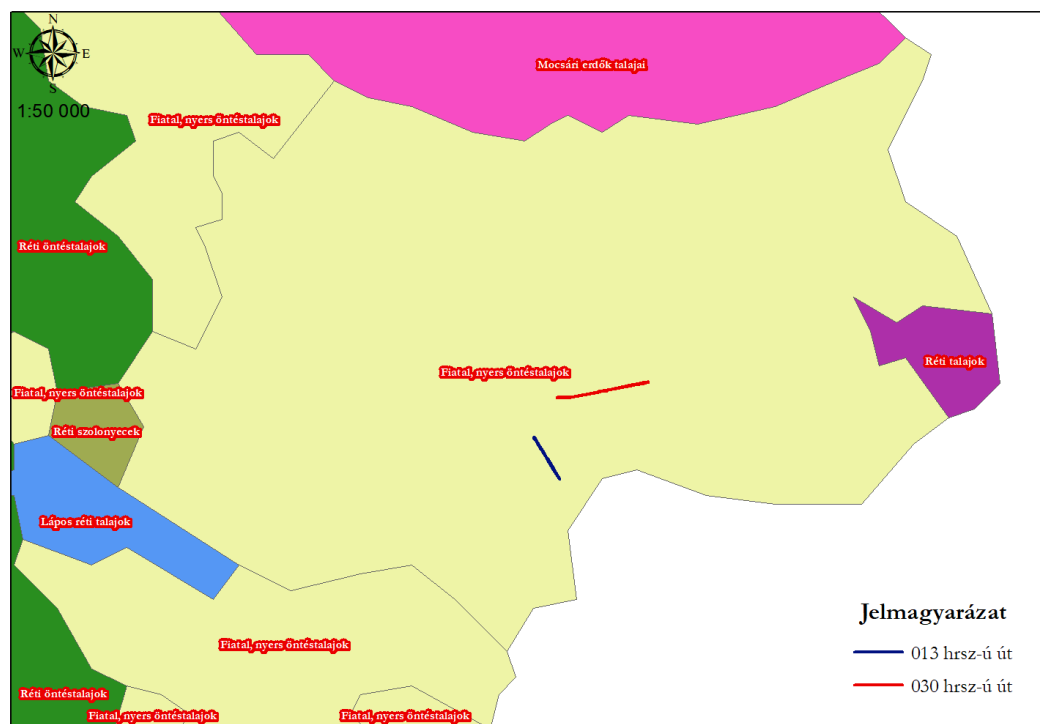 N
W E
S
1:50 000
Mocsári erdők talajai
Fiatal, nyers öntéstalajok
Réti öntéstalajok
Réti talajok
Fiatal, nyers öntéstalajok
Fiatal, nyers öntéstalajok
Réti szolonyecek
Lápos réti talajok
Fiatal, nyers öntéstalajok
Réti öntéstalajok
Fiatal, nyers öntéstalajok
Fiatal, nyers öntéstalajok
Jelmagyarázat
013 hrsz-ú út
030 hrsz-ú út